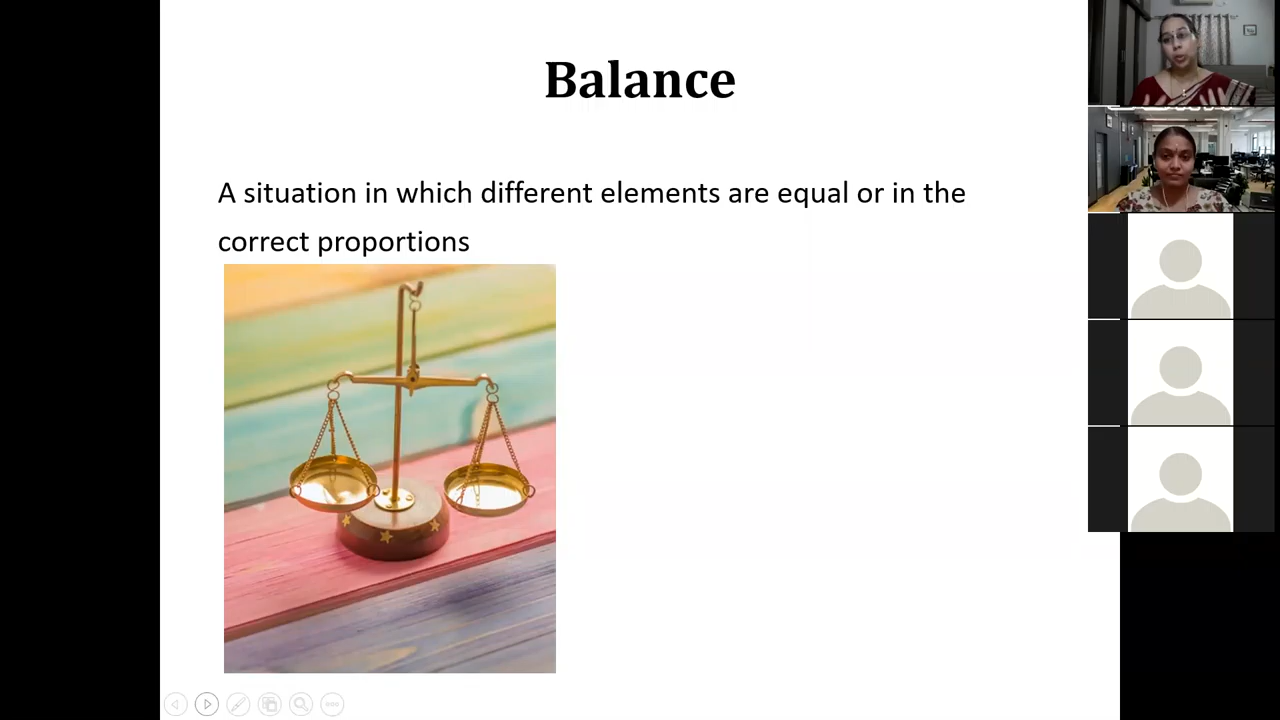 Balance
A situation in which different elements are equal or in the
correct proportions